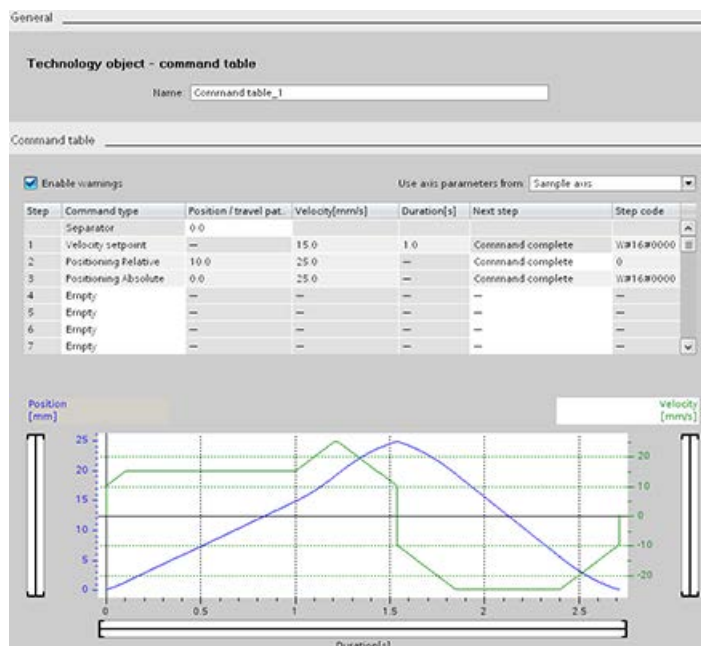 General
Technology object - command table
Name: Command table_1
Command table
Enable warnings Use axis parameters from: Sample axis
Step Command type Position / travel pat.. Velocity[mm/s] Duration[s] Next step Step code
Separator 0.0
1 Velocity setpoint — 15.0 1.0 Command complete W#16#0000
2 Positioning Relative 10.0 25.0 — Command complete 0
3 Positioning Absolute 0.0 25.0 — Command complete W#16#0000
4 Empty — — — — —
5 Empty — — — — —
6 Empty — — — — —
7 Empty — — — — —
Position Velocity
[mm] [mm/s]
25
20 20
15 10
10 0
5 -10
0 -20
0 0.5 1 1.5 2 2.5
Duration[s]